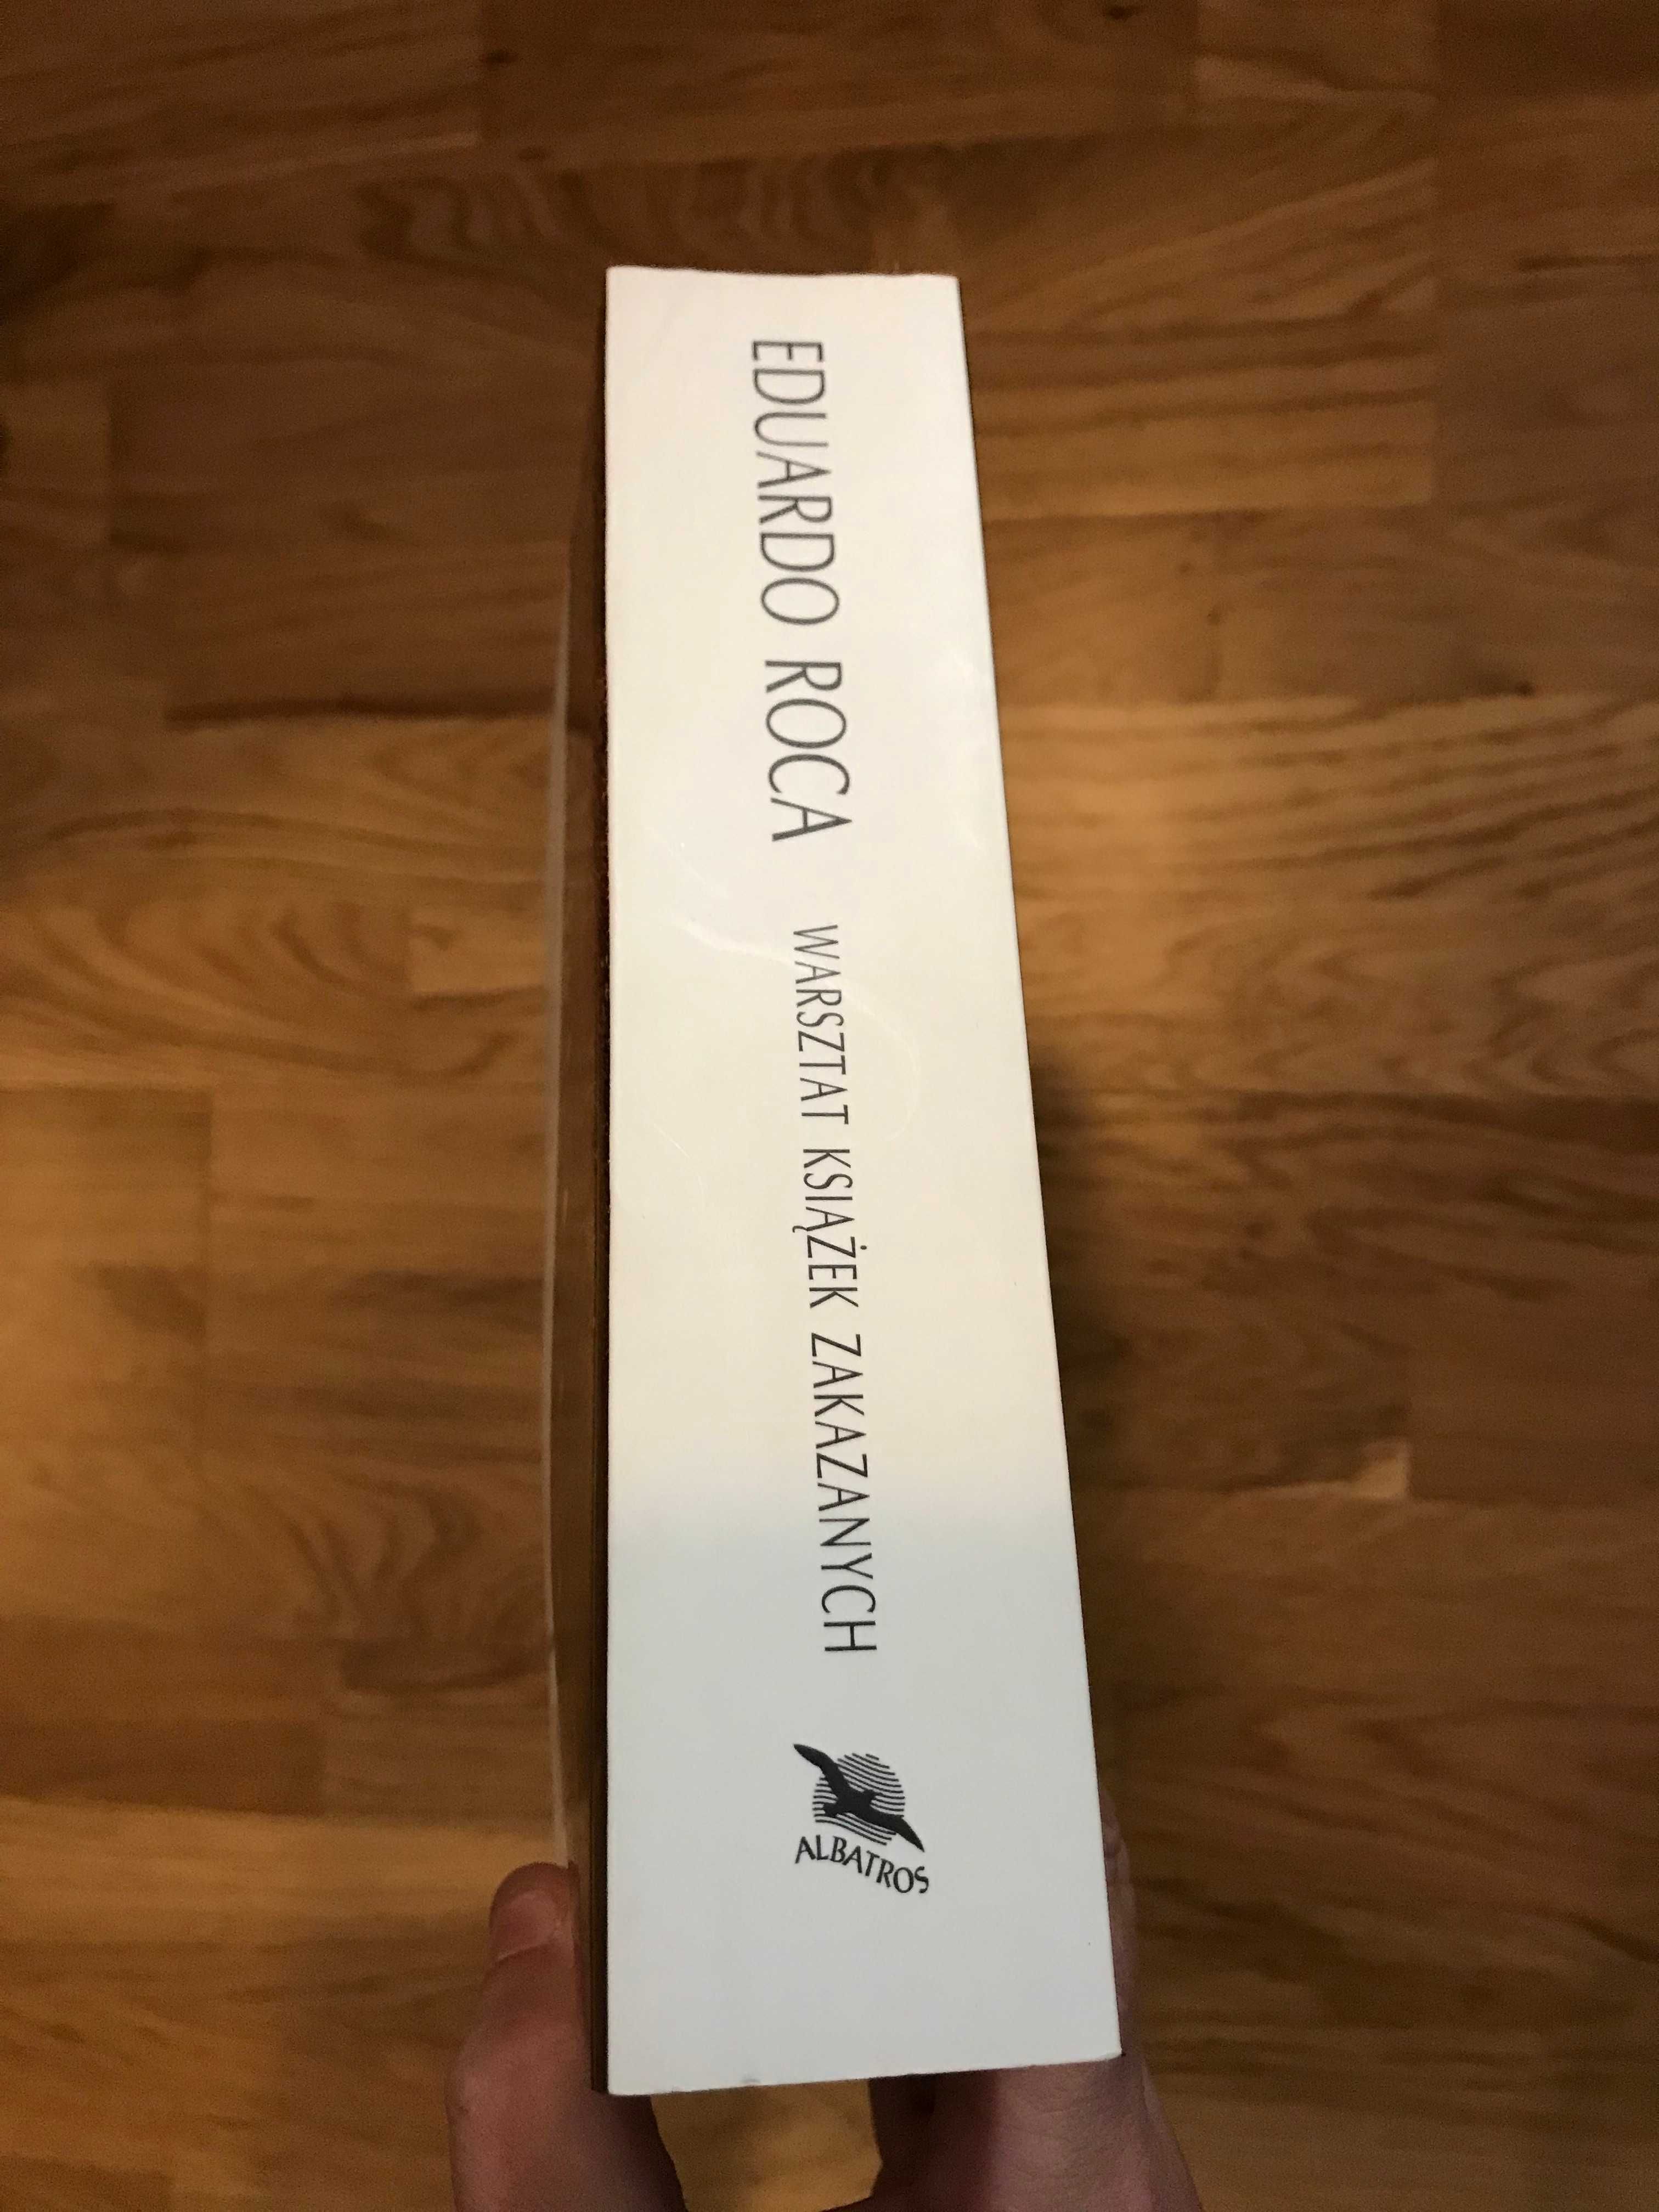 EDUARDO ROCA
WARSZTAT KSIĄŻEK ZAKAZANYCH
ALBATROS